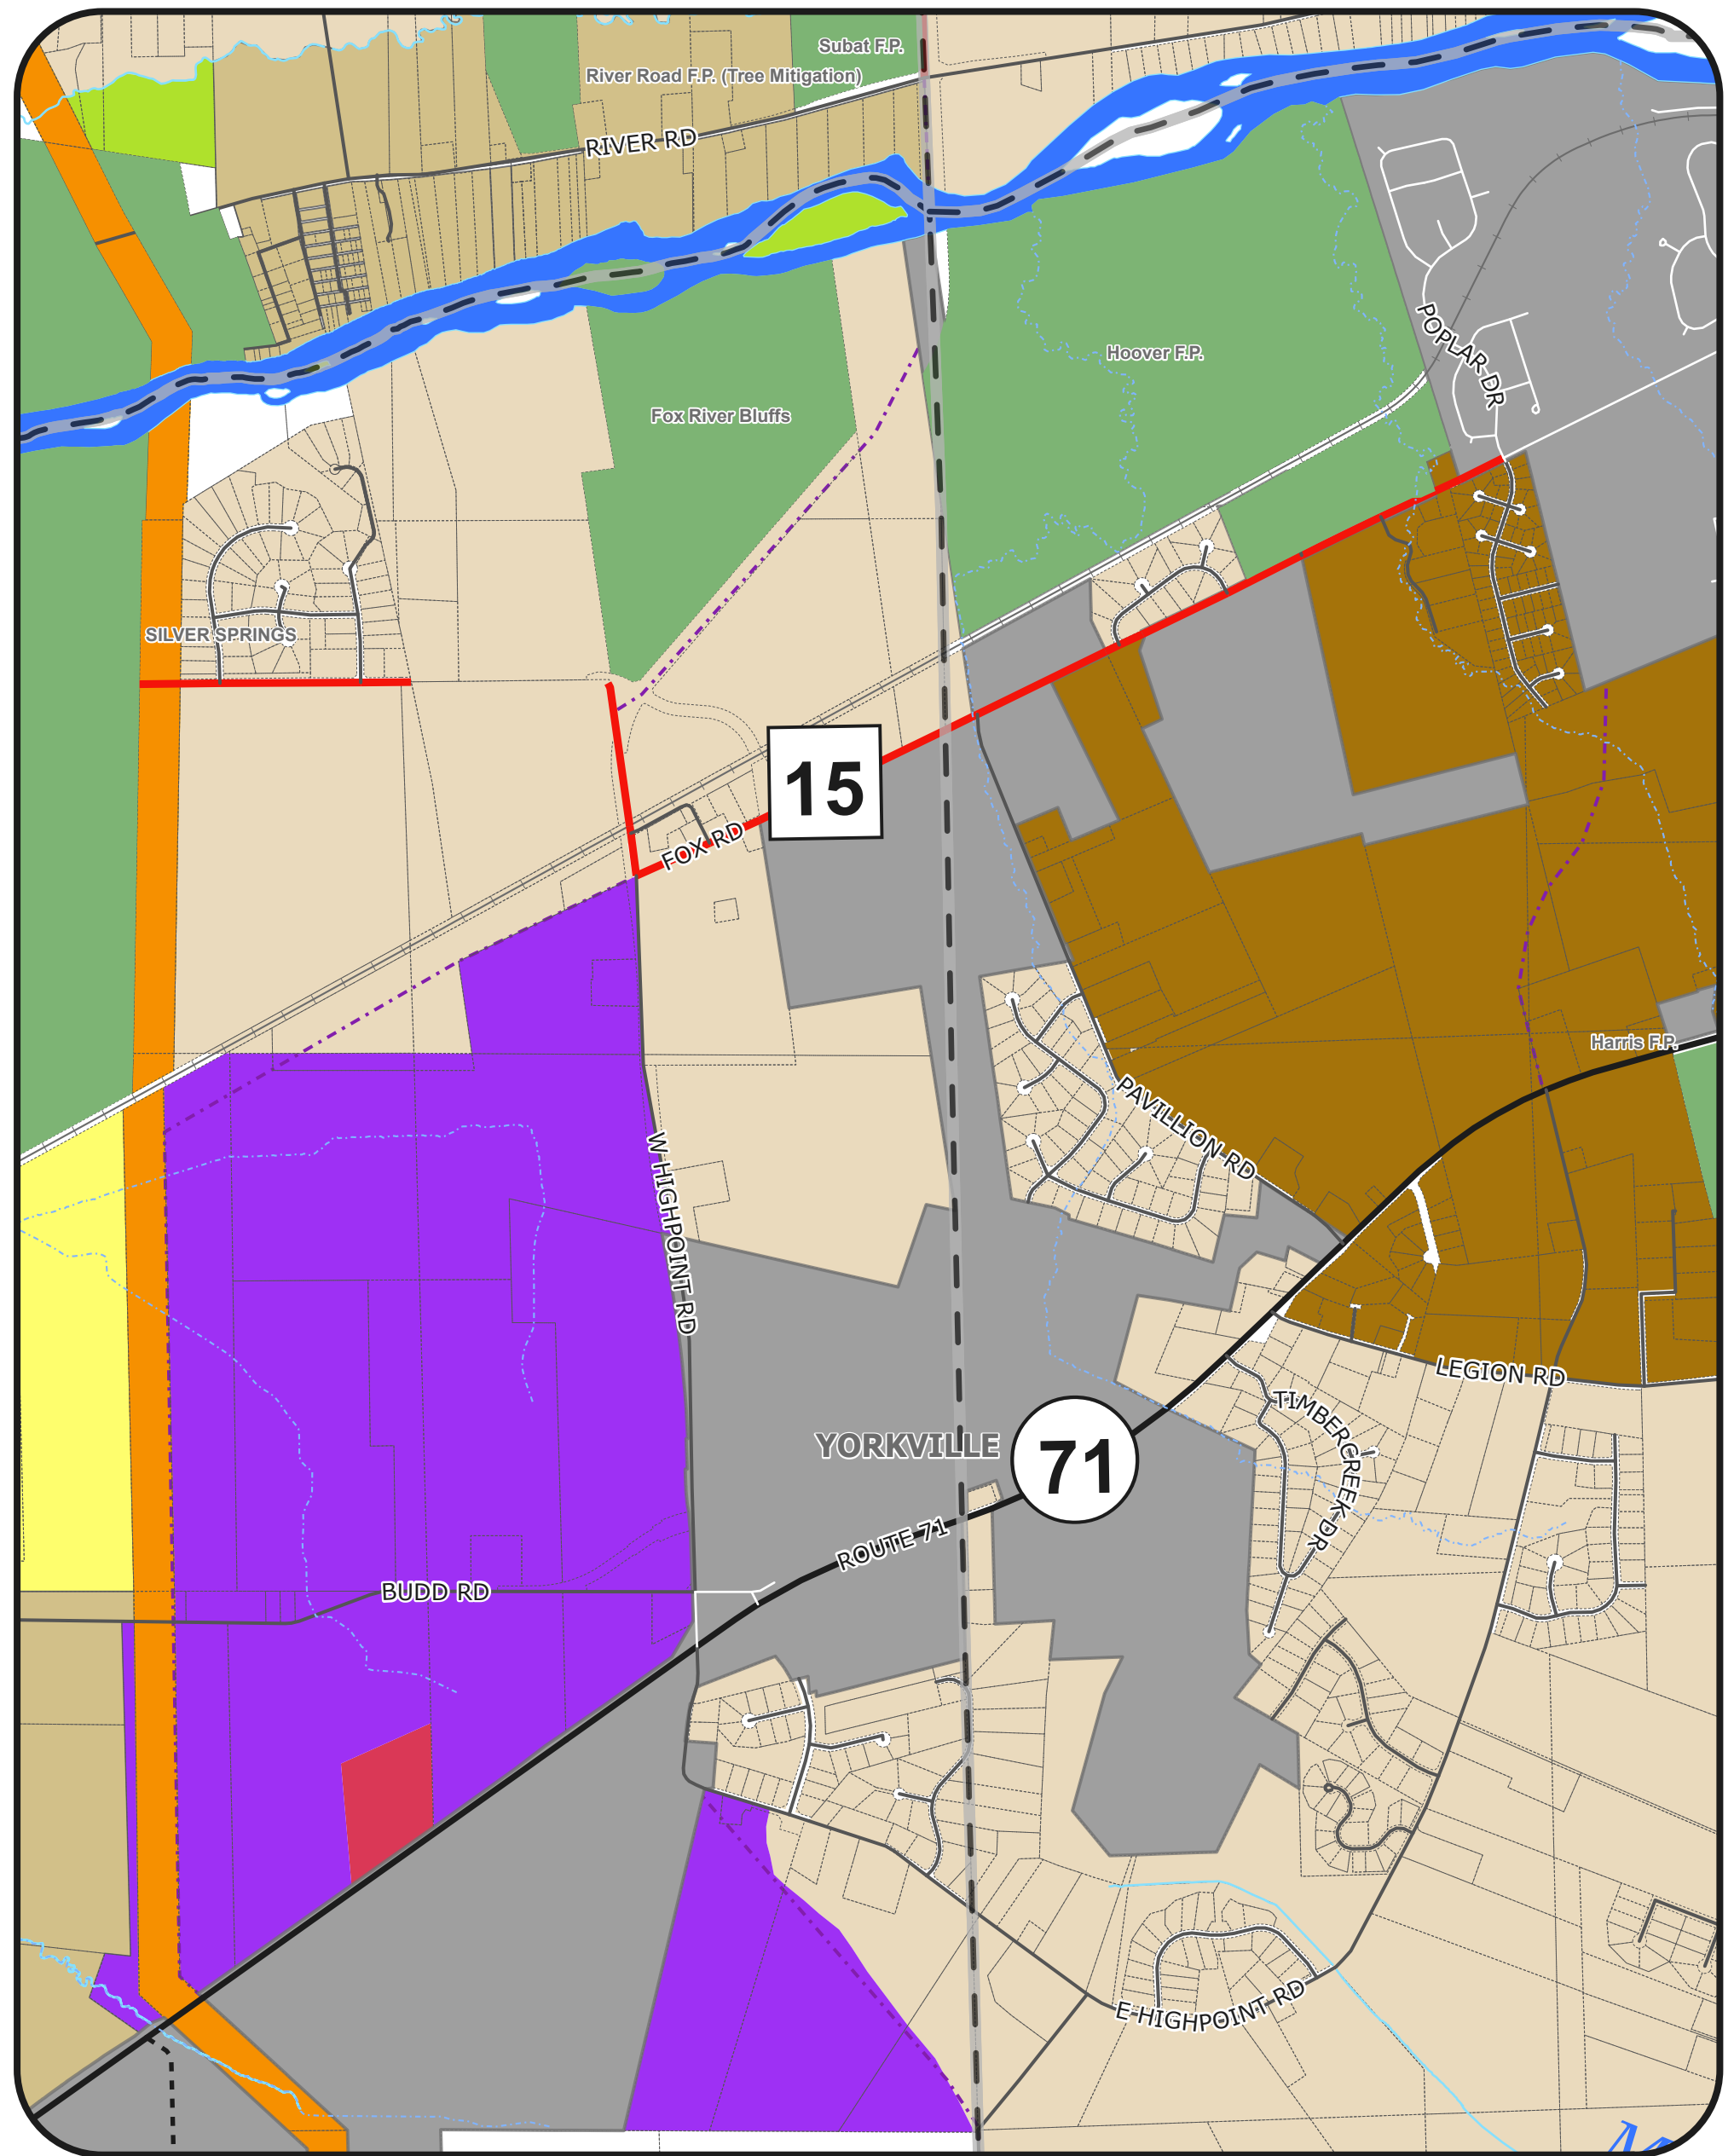 Subat F.P.
River Road F.P. (Tree Mitigation)
RIVER RD
Hoover F.P.
POPLAR DR
Fox River Bluffs
SILVER SPRINGS
15
FOX RD
Harris F.P.
PAVILLION RD
W HIGHPOINT RD
LEGION RD
TIMBERCREEK DR
YORKVILLE
71
ROUTE 71
BUDD RD
E HIGHPOINT RD